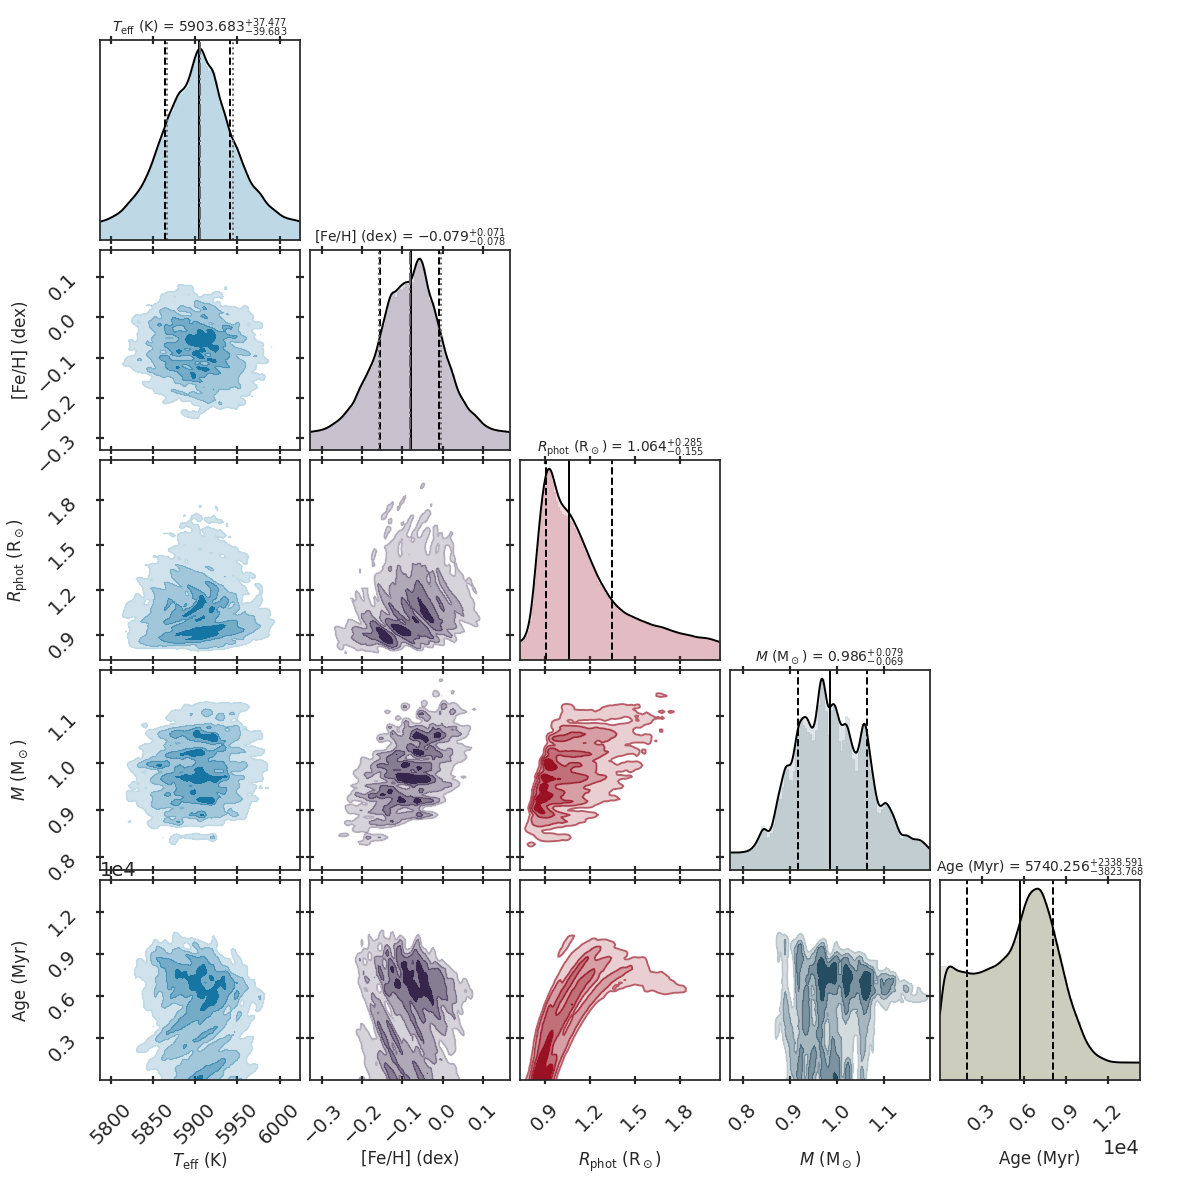 T_eff (K) = 5903.683 +37.477 −39.683
[Fe/H] (dex) = −0.079 +0.071 −0.078
[Fe/H] (dex)
0.1
0.0
−0.1
−0.2
−0.3
R_phot (R⊙) = 1.064 +0.285 −0.155
R_phot (R⊙)
1.8
1.5
1.2
0.9
M (M⊙) = 0.986 +0.079 −0.069
M (M⊙)
1.1
1.0
0.9
0.8
1e4
Age (Myr) = 5740.256 +2338.591 −3823.768
Age (Myr)
1.2
0.9
0.6
0.3
5800 5850 5900 5950 6000 −0.3 −0.2 −0.1 0.0 0.1 0.9 1.2 1.5 1.8 0.8 0.9 1.0 1.1 0.3 0.6 0.9 1.2
1e4
T_eff (K) [Fe/H] (dex) R_phot (R⊙) M (M⊙) Age (Myr)